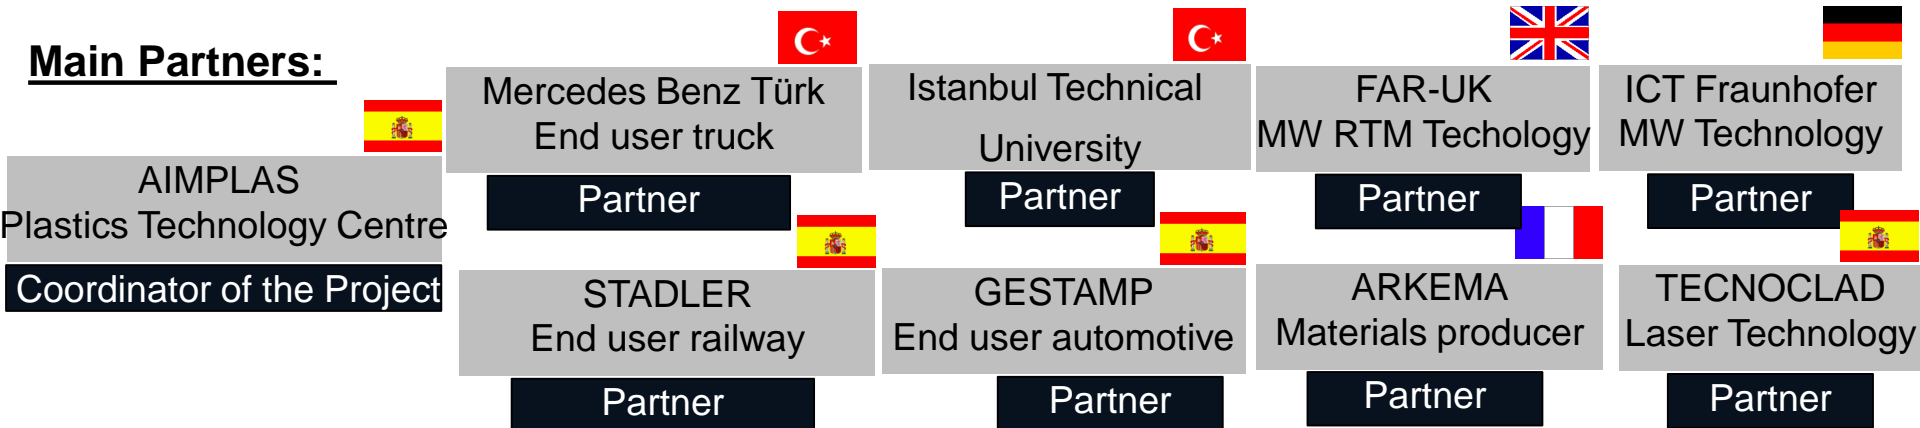 Main Partners:
AIMPLAS
Plastics Technology Centre
Coordinator of the Project
Mercedes Benz Türk
End user truck
Partner
Istanbul Technical
University
Partner
FAR-UK
MW RTM Techology
Partner
ICT Fraunhofer
MW Technology
Partner
STADLER
End user railway
Partner
GESTAMP
End user automotive
Partner
ARKEMA
Materials producer
Partner
TECNOCLAD
Laser Technology
Partner